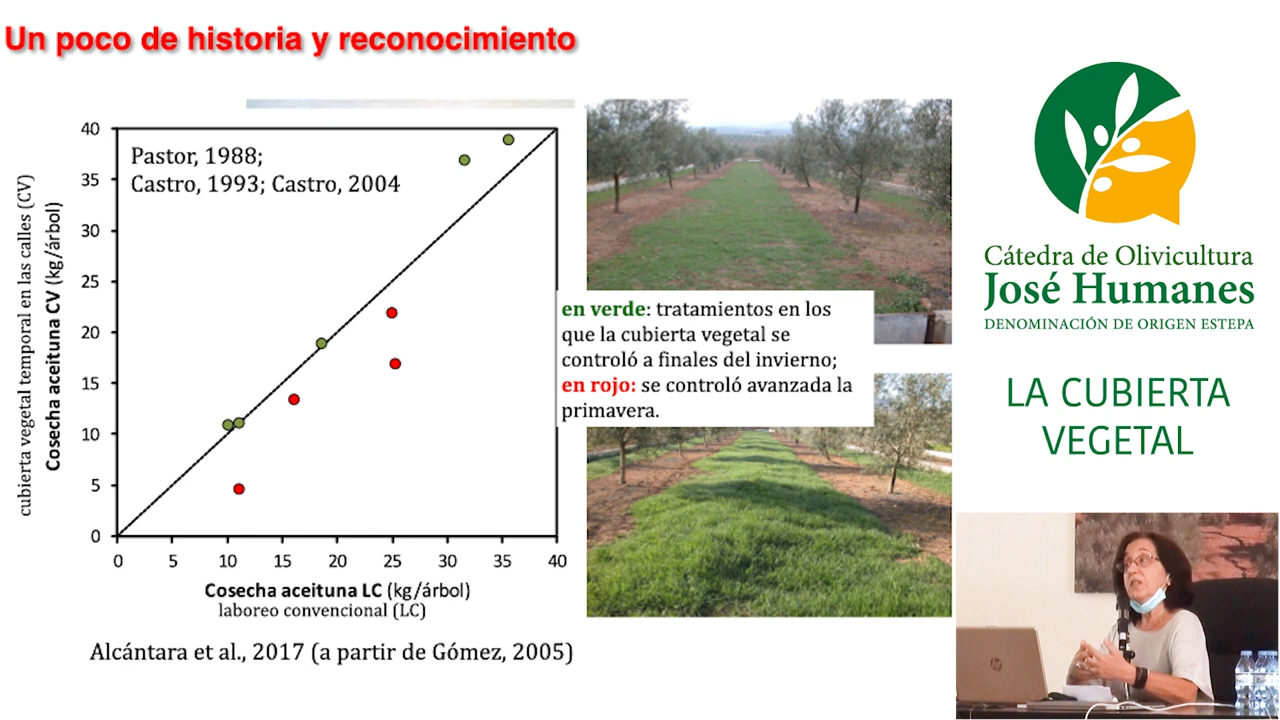 Un poco de historia y reconocimiento
Pastor, 1988;
Castro, 1993; Castro, 2004
cubierta vegetal temporal en las calles (CV)
Cosecha aceituna CV (kg/árbol)
40
35
30
25
20
15
10
5
0
0 5 10 15 20 25 30 35 40
Cosecha aceituna LC (kg/árbol)
laboreo convencional (LC)
Alcántara et al., 2017 (a partir de Gómez, 2005)
en verde: tratamientos en los
que la cubierta vegetal se
controló a finales del invierno;
en rojo: se controló avanzada la
primavera.
Cátedra de Olivicultura
José Humanes
DENOMINACIÓN DE ORIGEN ESTEPA
LA CUBIERTA
VEGETAL
hp